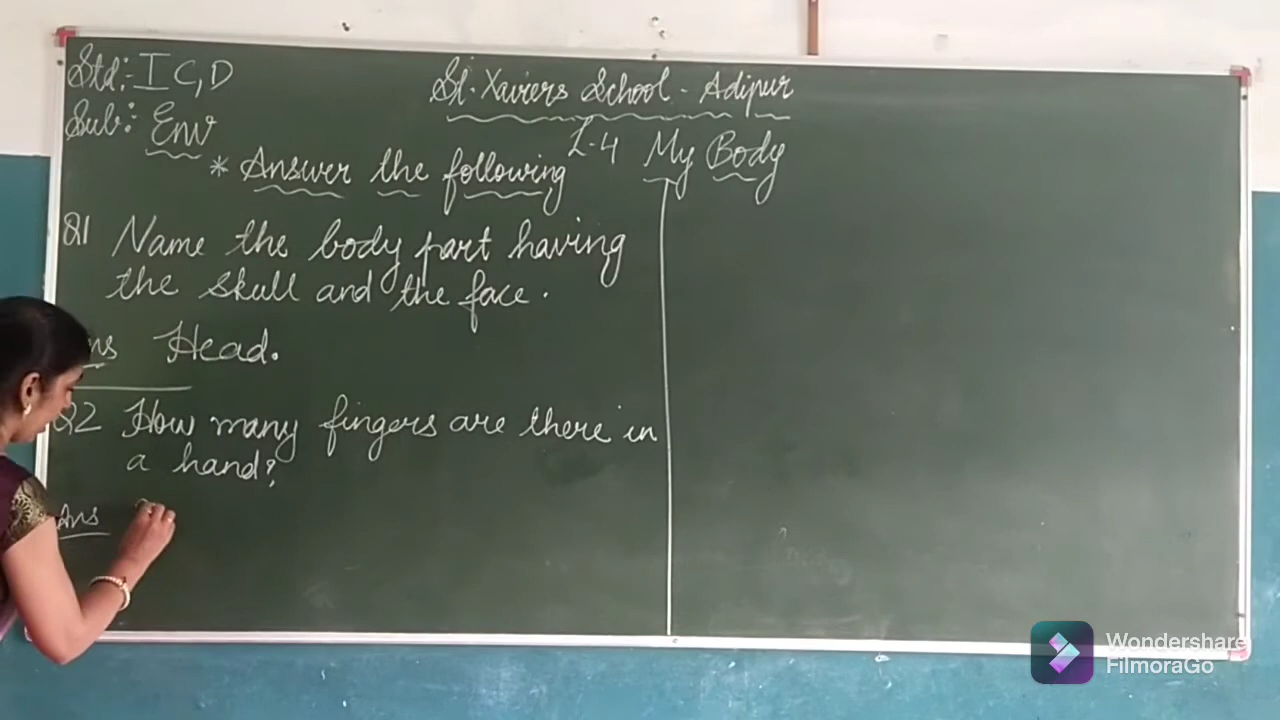 Std:- I C, D
St. Xaviers School - Adipur
Sub:- Env
L-4 My Body
* Answer the following
Q1 Name the body part having
the skull and the face.
Ans Head.
Q2 How many fingers are there in
a hand?
Ans
Wondershare
FilmoraGo